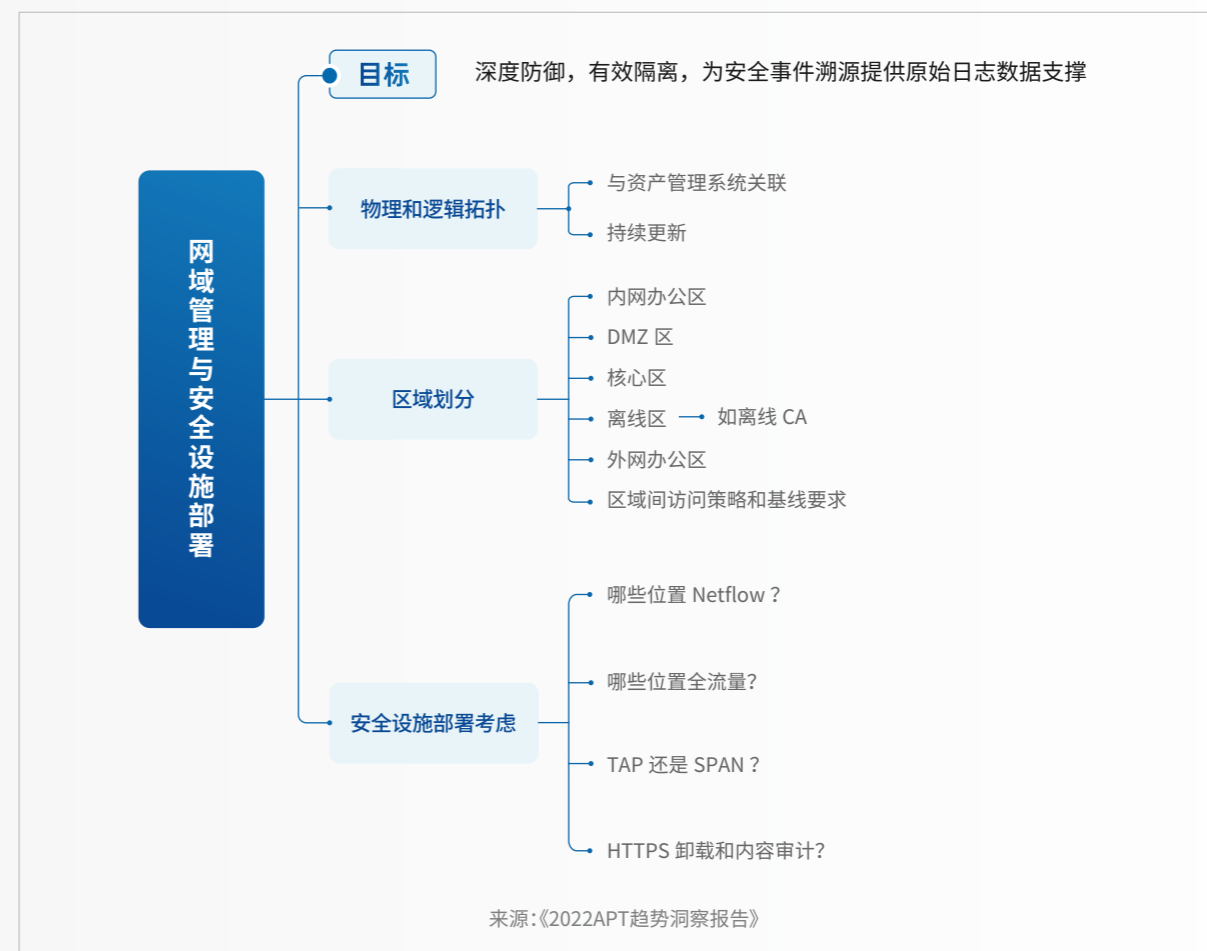 网域管理与安全设施部署
目标
深度防御，有效隔离，为安全事件溯源提供原始日志数据支撑
物理和逻辑拓扑
与资产管理系统关联
持续更新
区域划分
内网办公区
DMZ 区
核心区
离线区
如离线 CA
外网办公区
区域间访问策略和基线要求
安全设施部署考虑
哪些位置 Netflow ？
哪些位置全流量？
TAP 还是 SPAN ？
HTTPS 卸载和内容审计？
来源：《2022APT趋势洞察报告》